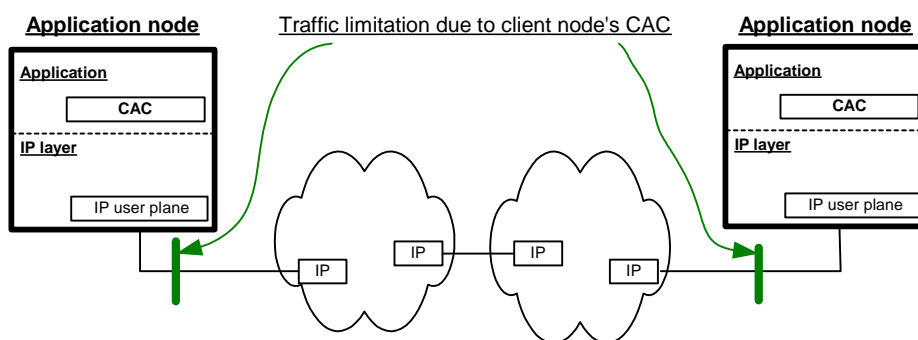 Application node
Traffic limitation due to client node's CAC
Application node
Application
CAC
IP layer
IP user plane
Application
CAC
IP layer
IP user plane
IP
IP
IP
IP